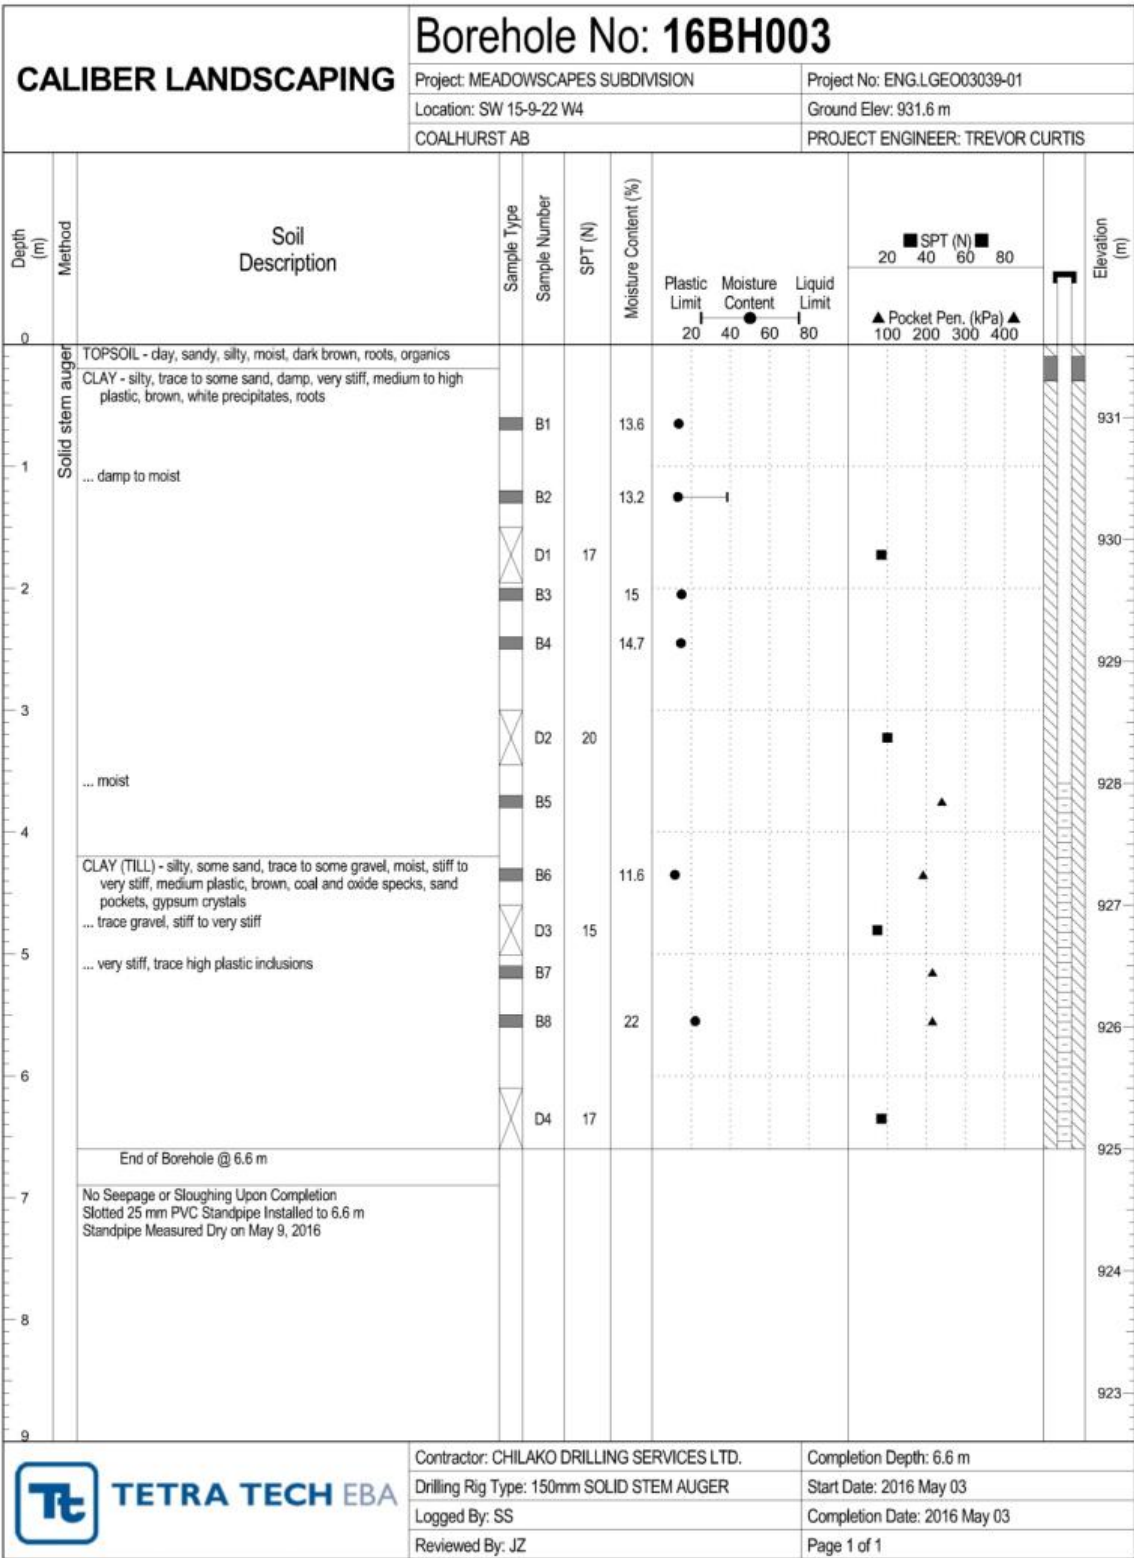 CALIBER LANDSCAPING
Borehole No: 16BH003
Project: MEADOWSCAPES SUBDIVISION
Project No: ENG.LGEO03039-01
Location: SW 15-9-22 W4
Ground Elev: 931.6 m
COALHURST AB
PROJECT ENGINEER: TREVOR CURTIS
Depth
(m)
Method
Soil
Description
Sample Type
Sample Number
SPT (N)
Moisture Content (%)
Plastic
Limit
Moisture
Content
Liquid
Limit
20 40 60 80
■ SPT (N) ■
20 40 60 80
▲ Pocket Pen. (kPa) ▲
100 200 300 400
Elevation
(m)
0
Solid stem auger
TOPSOIL - clay, sandy, silty, moist, dark brown, roots, organics
CLAY - silty, trace to some sand, damp, very stiff, medium to high
plastic, brown, white precipitates, roots
B1 13.6
931
1
... damp to moist
B2 13.2
930
D1 17
2
B3 15
B4 14.7
929
3
D2 20
... moist
928
B5
4
CLAY (TILL) - silty, some sand, trace to some gravel, moist, stiff to
very stiff, medium plastic, brown, coal and oxide specks, sand
pockets, gypsum crystals
B6 11.6
927
... trace gravel, stiff to very stiff
D3 15
5
... very stiff, trace high plastic inclusions
B7
B8 22
926
6
D4 17
925
End of Borehole @ 6.6 m
7
No Seepage or Sloughing Upon Completion
Slotted 25 mm PVC Standpipe Installed to 6.6 m
Standpipe Measured Dry on May 9, 2016
924
8
923
9
Tt TETRA TECH EBA
Contractor: CHILAKO DRILLING SERVICES LTD.
Completion Depth: 6.6 m
Drilling Rig Type: 150mm SOLID STEM AUGER
Start Date: 2016 May 03
Logged By: SS
Completion Date: 2016 May 03
Reviewed By: JZ
Page 1 of 1